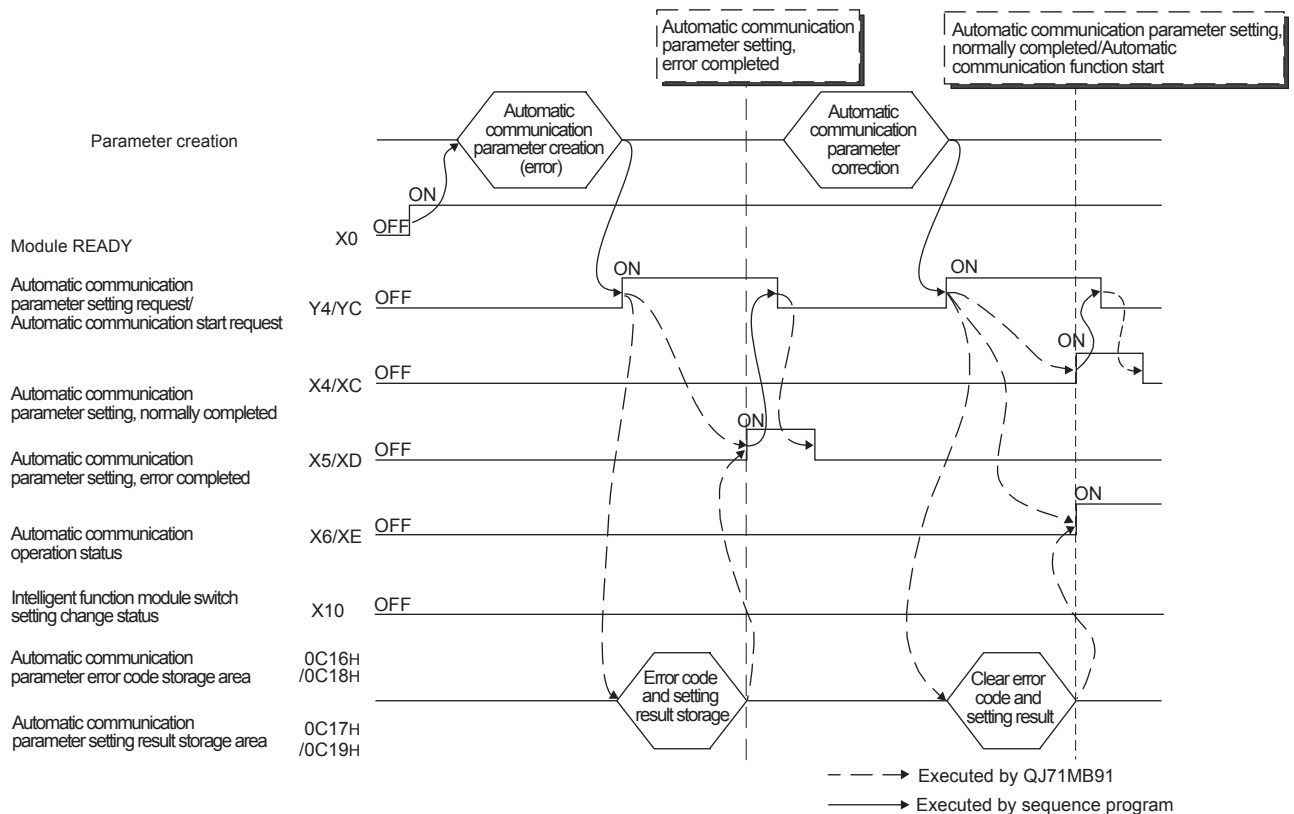 Automatic communication
parameter setting,
error completed
Automatic communication parameter setting,
normally completed/Automatic
communication function start
Parameter creation
Automatic
communication
parameter creation
(error)
Automatic
communication
parameter
correction
ON
OFF
Module READY
X0
Automatic communication
parameter setting request/
Automatic communication start request
Y4/YC
OFF
ON
ON
Automatic communication
parameter setting, normally completed
X4/XC
OFF
ON
Automatic communication
parameter setting, error completed
X5/XD
OFF
ON
Automatic communication
operation status
X6/XE
OFF
ON
Intelligent function module switch
setting change status
X10
OFF
Automatic communication
parameter error code storage area
0C16H
/0C18H
Error code
and setting
result storage
Clear error
code and
setting result
Automatic communication
parameter setting result storage area
0C17H
/0C19H
Executed by QJ71MB91
Executed by sequence program